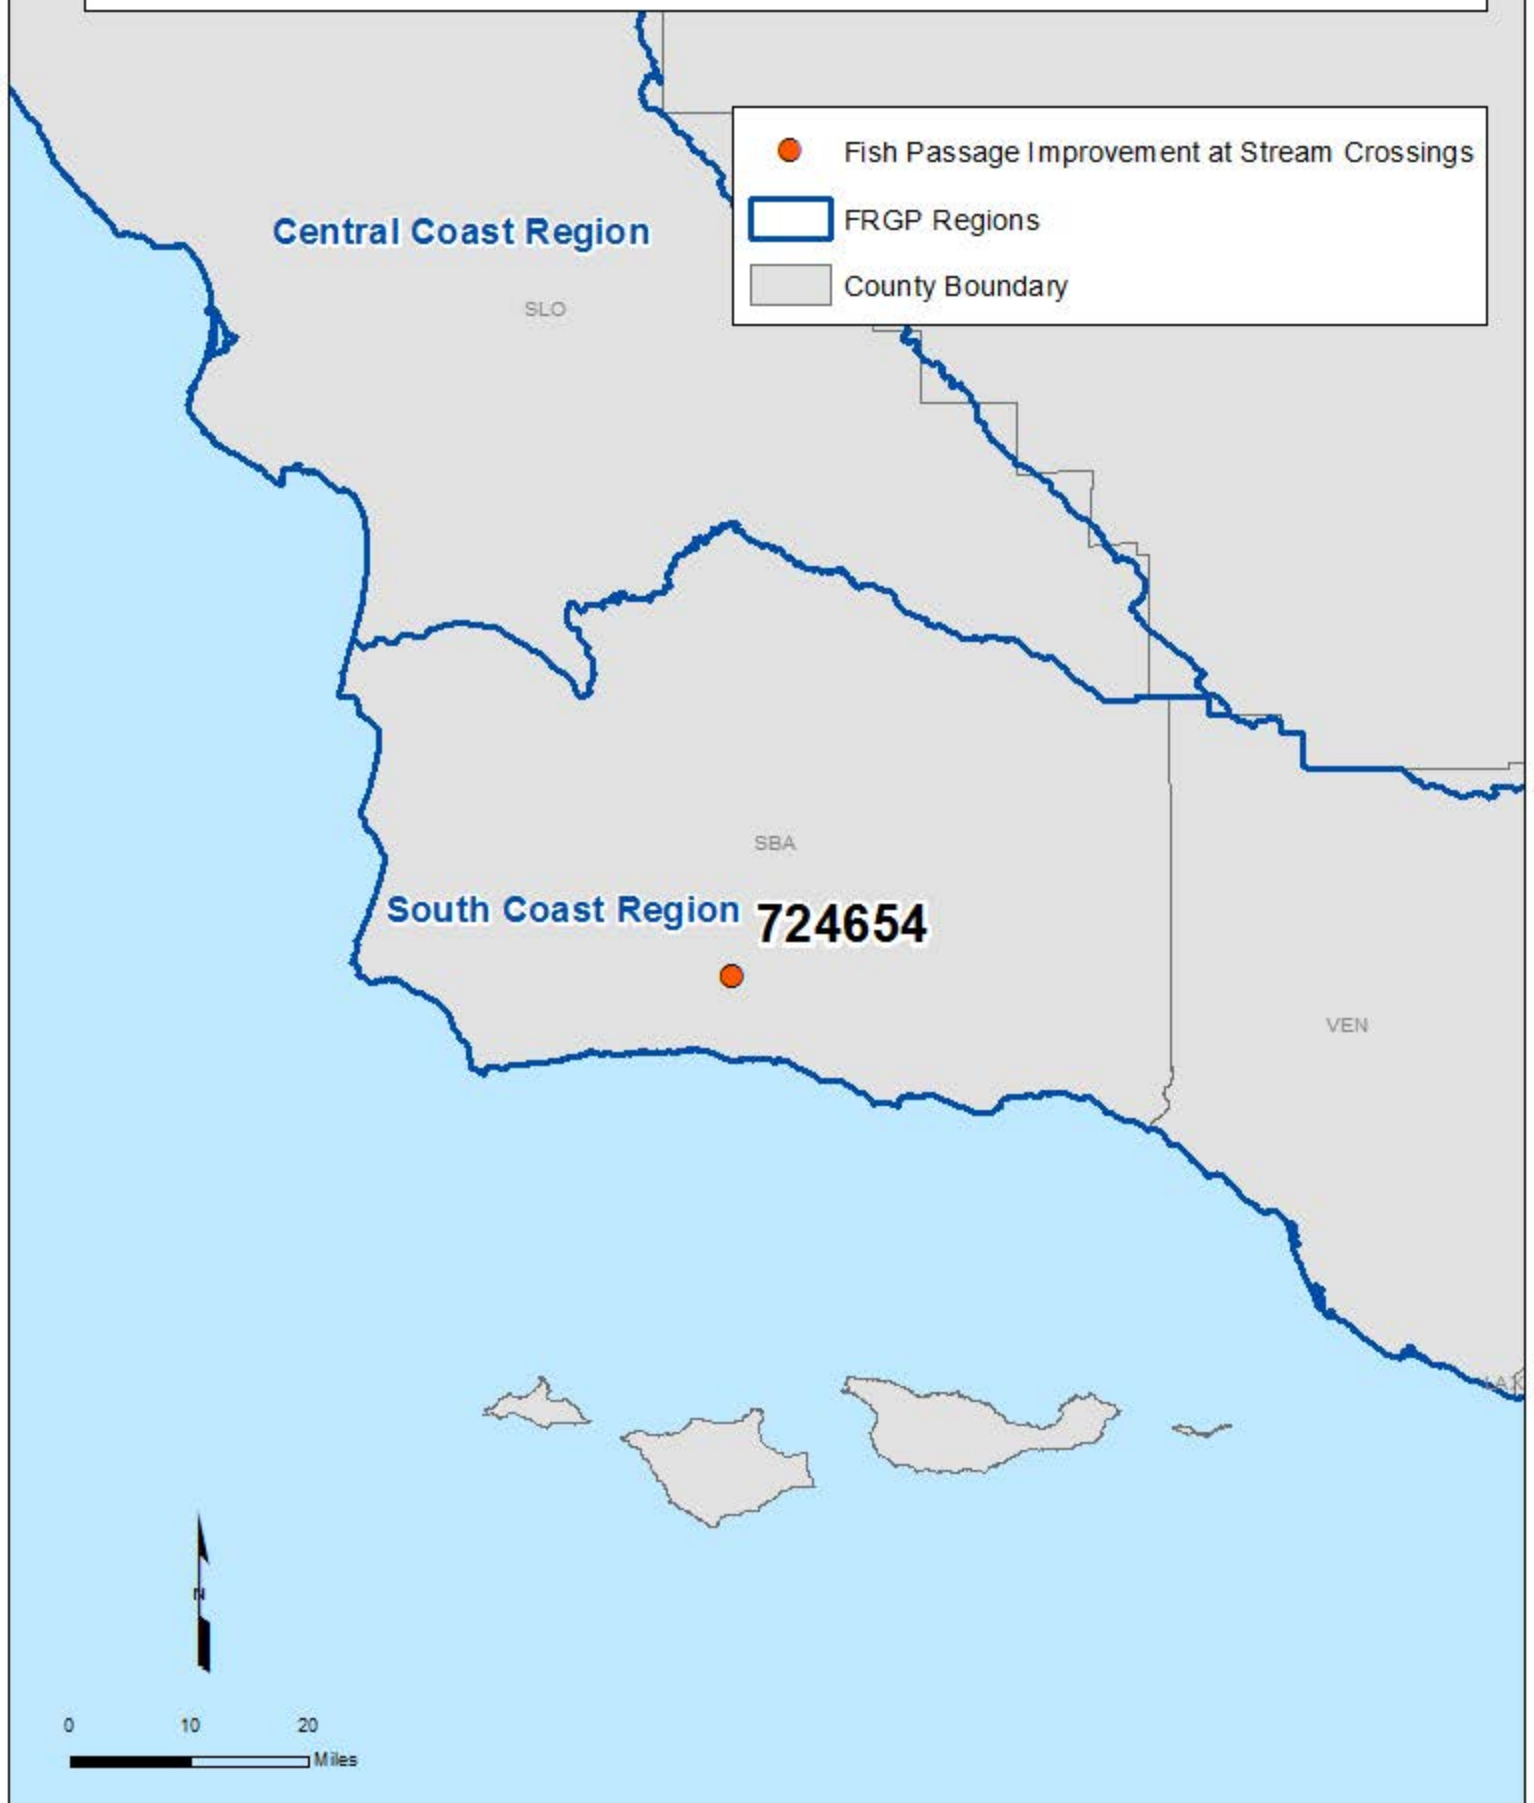 Fish Passage Improvement at Stream Crossings
FRGP Regions
County Boundary
Central Coast Region
SLO
SBA
South Coast Region
724654
VEN
LAX
N
0 10 20
Miles